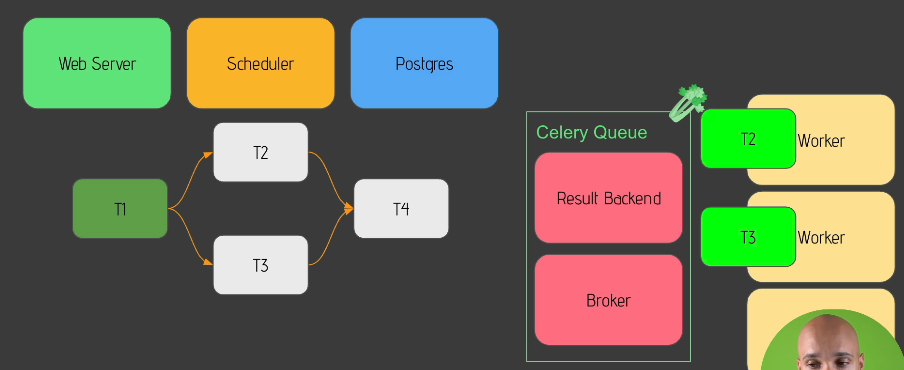 Web Server
Scheduler
Postgres
T1
T2
T3
T4
Celery Queue
Result Backend
Broker
T2
Worker
T3
Worker